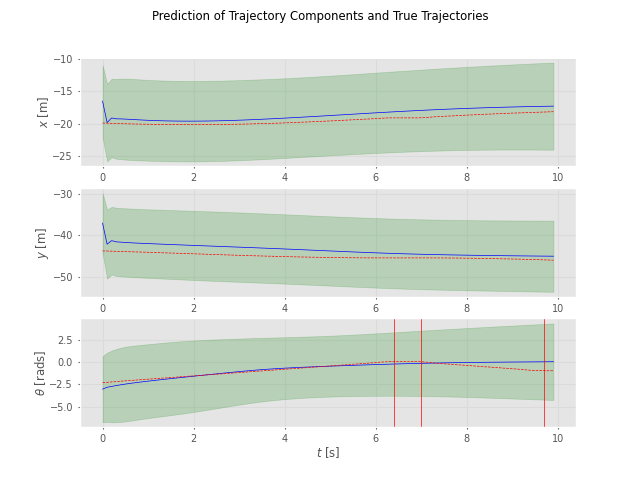 Prediction of Trajectory Components and True Trajectories
−10
−15
−20
−25
x [m]
0 2 4 6 8 10
−30
−40
−50
y [m]
0 2 4 6 8 10
2.5
0.0
−2.5
−5.0
θ [rads]
0 2 4 6 8 10
t [s]